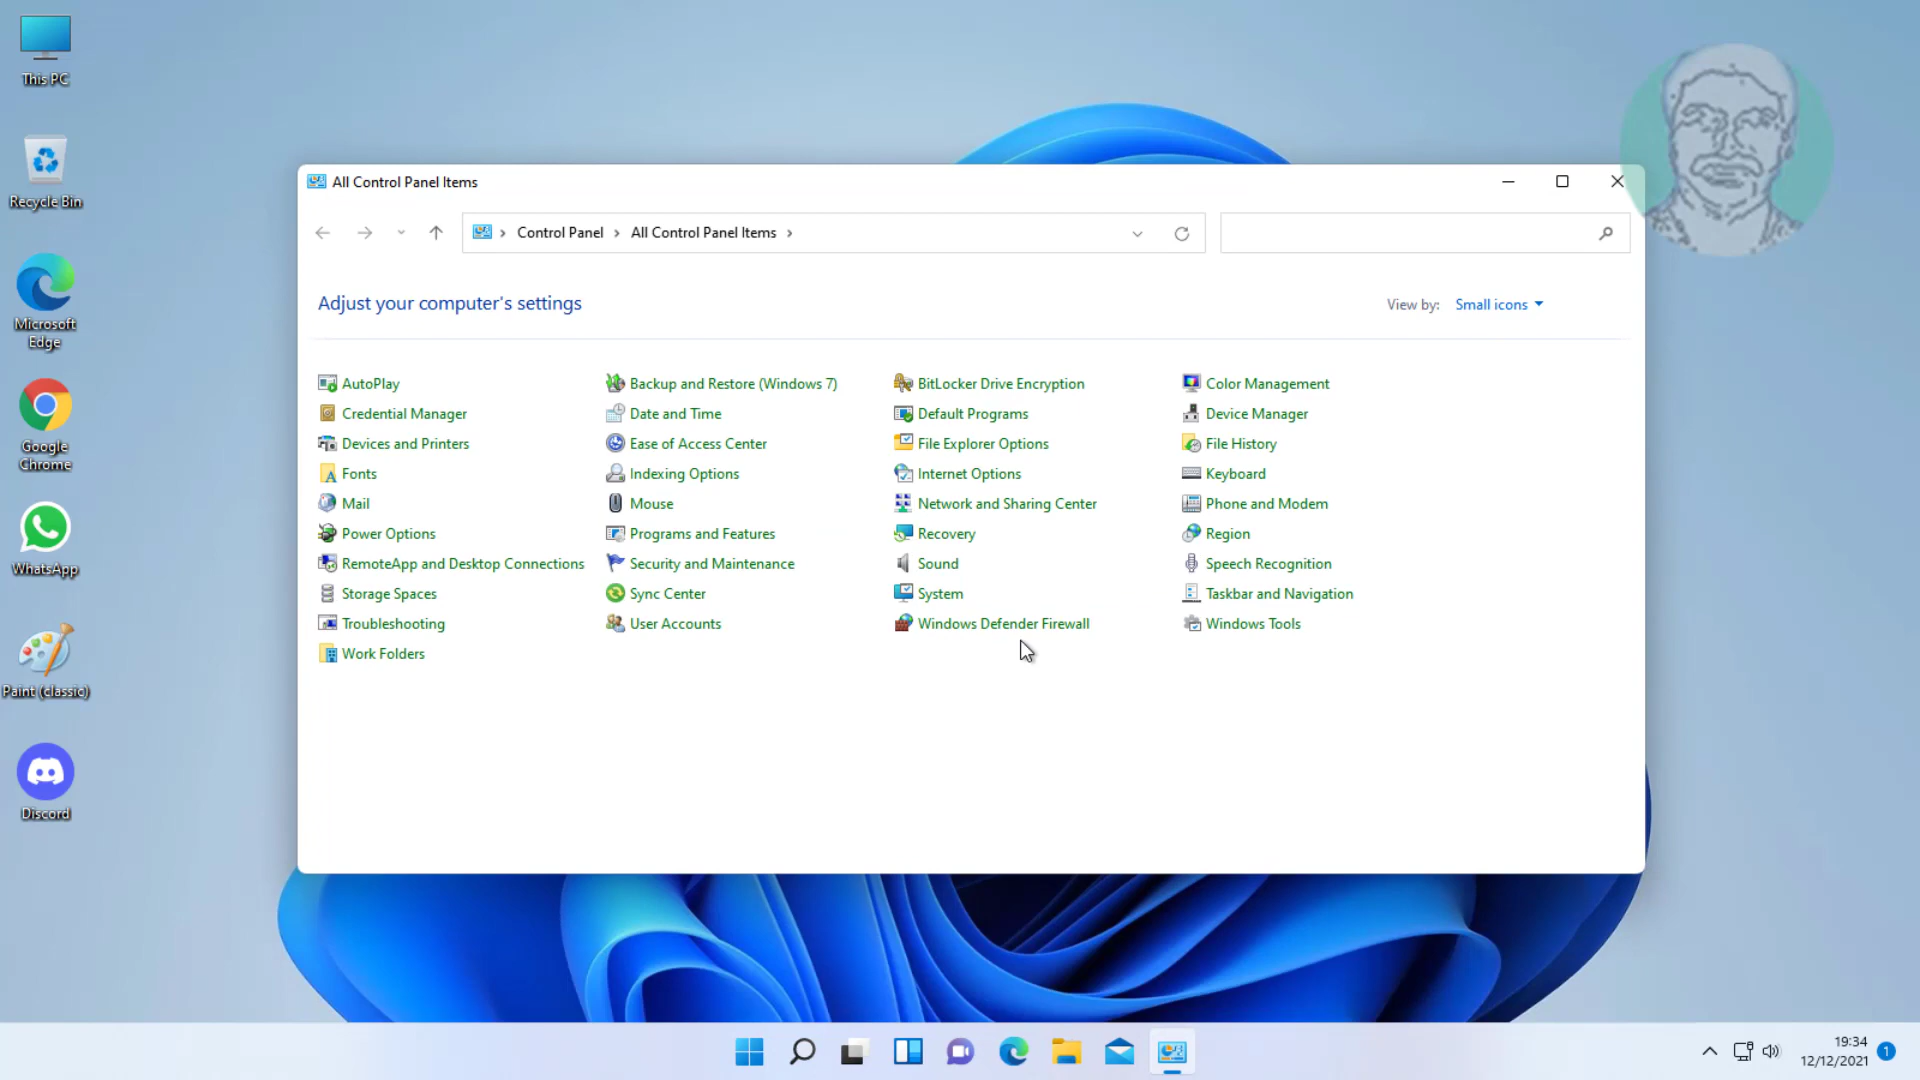 This PC
Recycle Bin
Microsoft
Edge
Google
Chrome
WhatsApp
Paint (classic)
Discord
All Control Panel Items
Control Panel
All Control Panel Items
Adjust your computer's settings
View by: Small icons
AutoPlay
Backup and Restore (Windows 7)
BitLocker Drive Encryption
Color Management
Credential Manager
Date and Time
Default Programs
Device Manager
Devices and Printers
Ease of Access Center
File Explorer Options
File History
Fonts
Indexing Options
Internet Options
Keyboard
Mail
Mouse
Network and Sharing Center
Phone and Modem
Power Options
Programs and Features
Recovery
Region
RemoteApp and Desktop Connections
Security and Maintenance
Sound
Speech Recognition
Storage Spaces
Sync Center
System
Taskbar and Navigation
Troubleshooting
User Accounts
Windows Defender Firewall
Windows Tools
Work Folders
19:34
12/12/2021
1